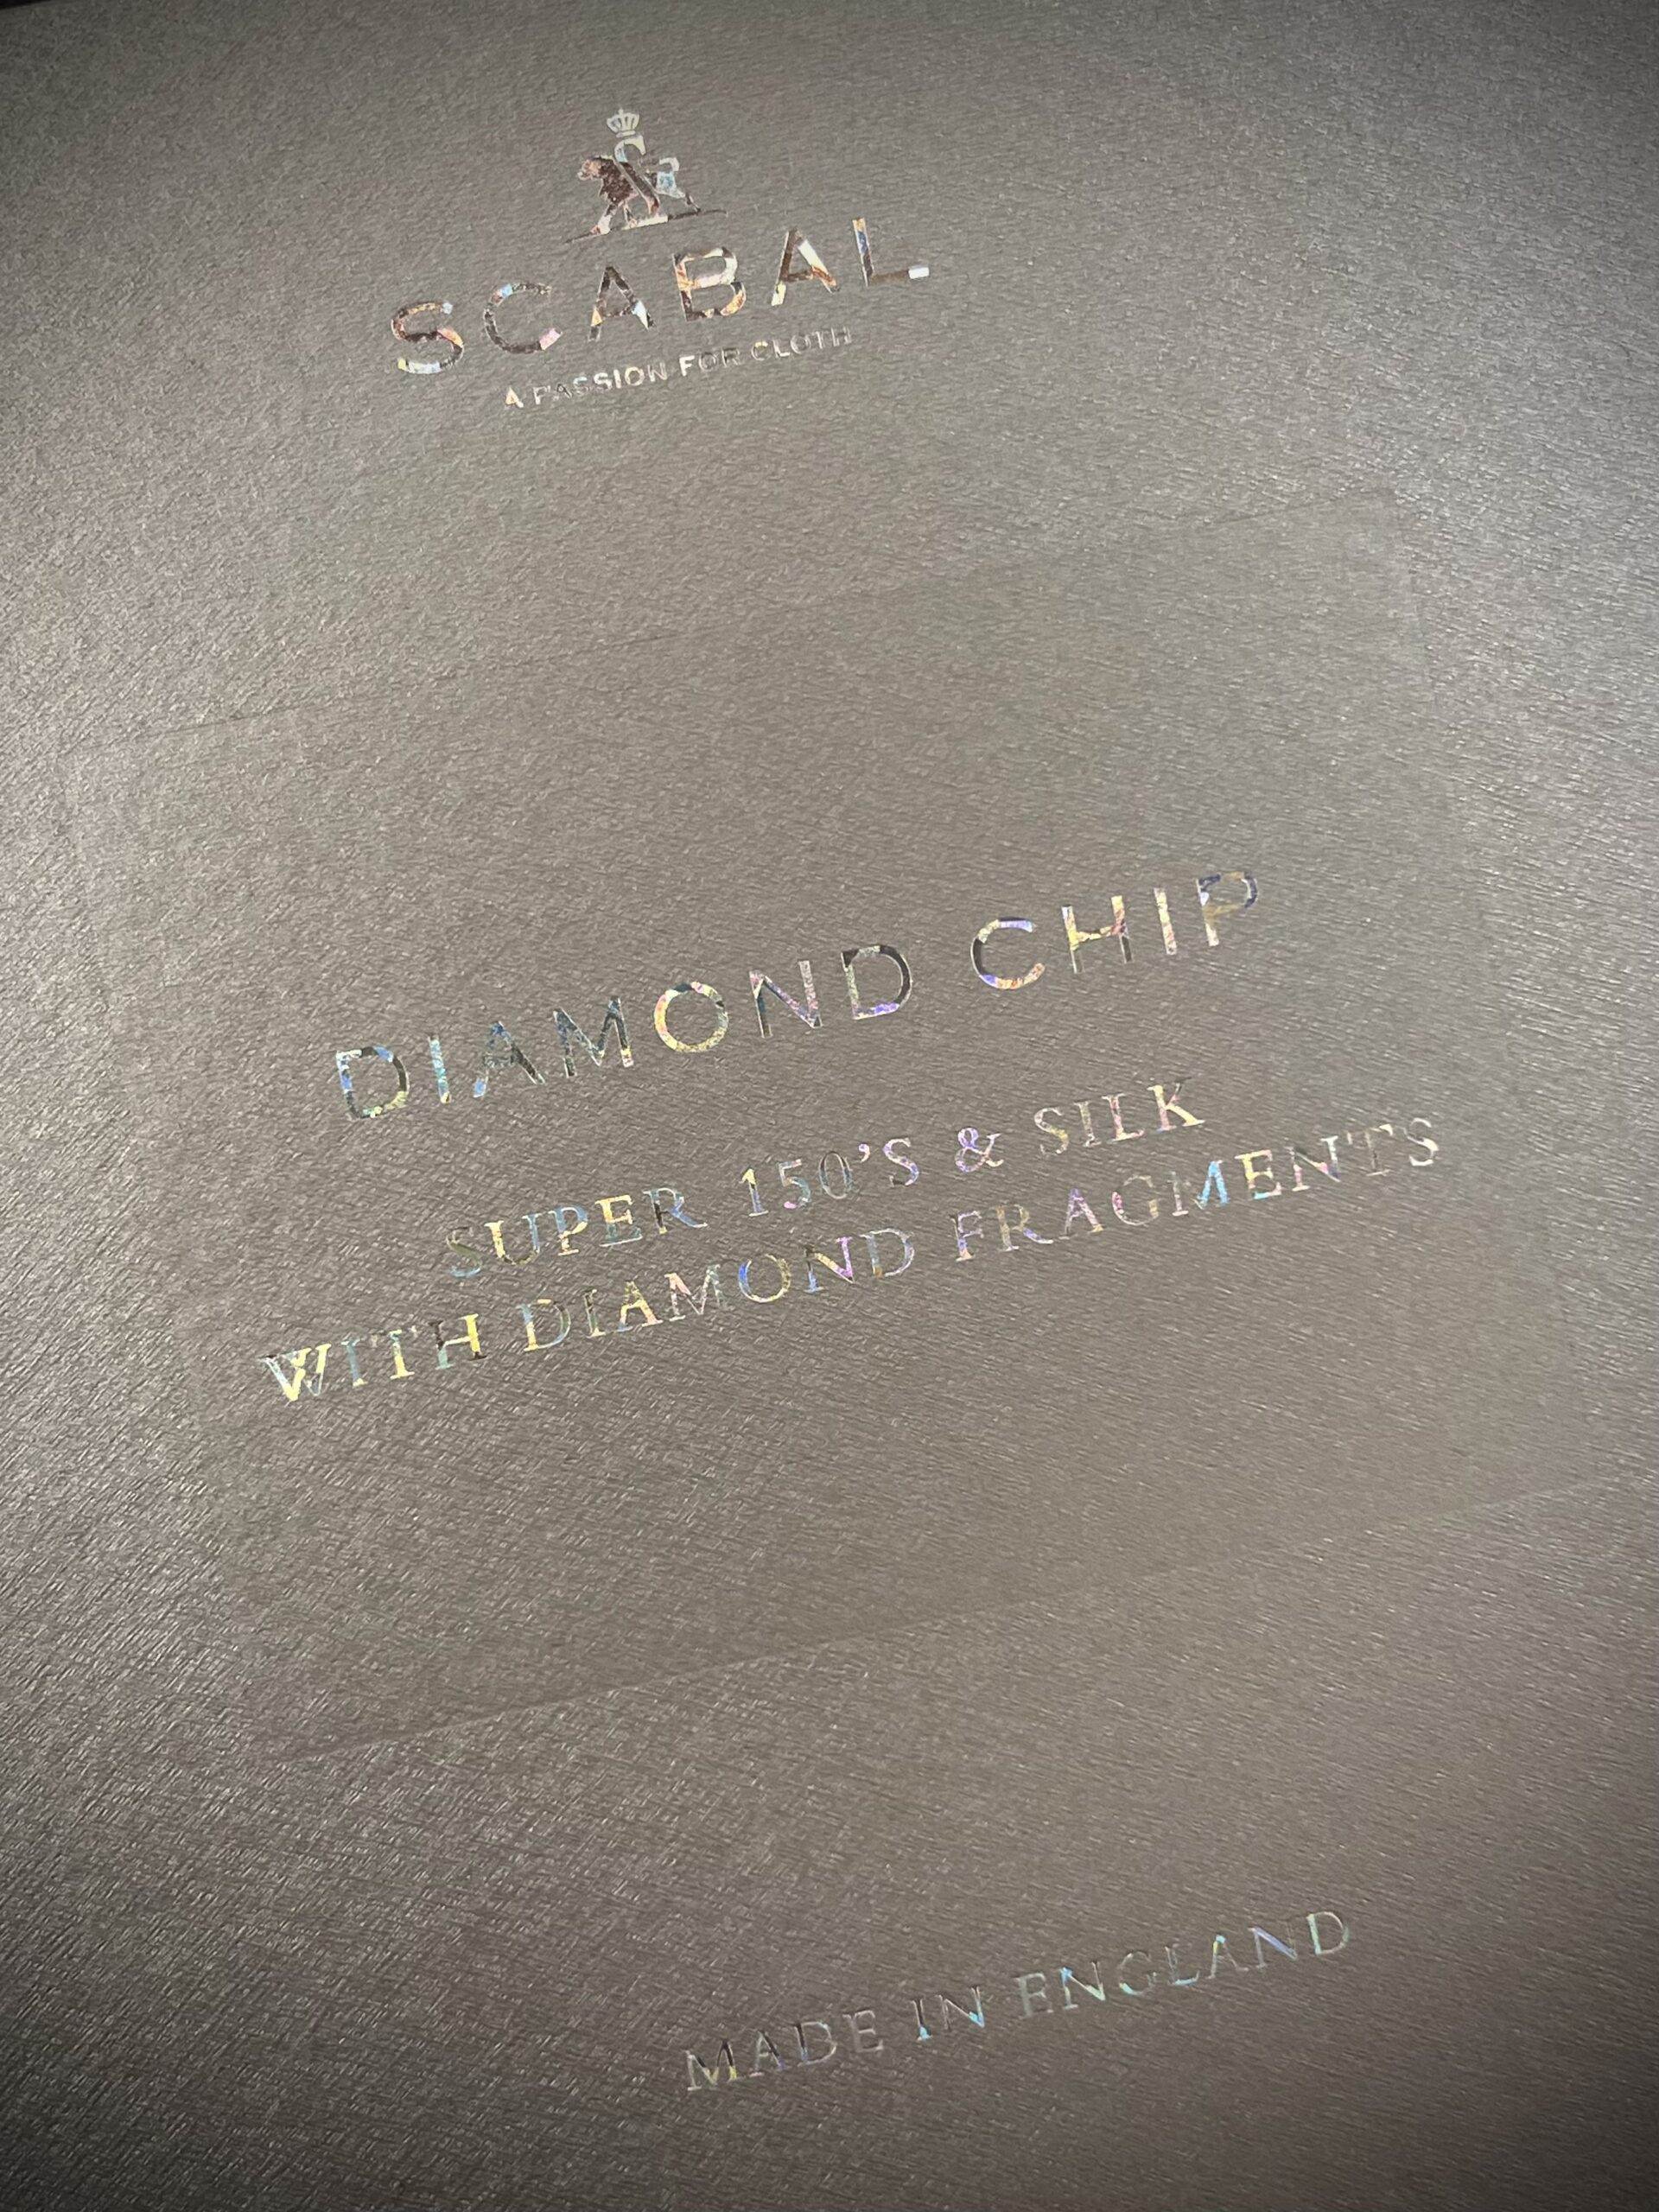 SCABAL
A PASSION FOR CLOTH
DIAMOND CHIP
SUPER 150'S & SILK
WITH DIAMOND FRAGMENTS
MADE IN ENGLAND